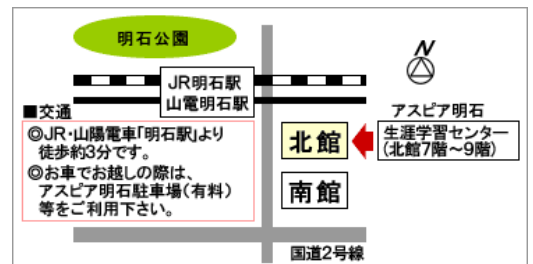 明石公園
N
JR明石駅
山電明石駅
■交通
◎JR・山陽電車「明石駅」より
徒歩約3分です。
◎お車でお越しの際は、
アスピア明石駐車場(有料)
等をご利用下さい。
アスピア明石
生涯学習センター
(北館7階～9階)
北館
南館
国道2号線